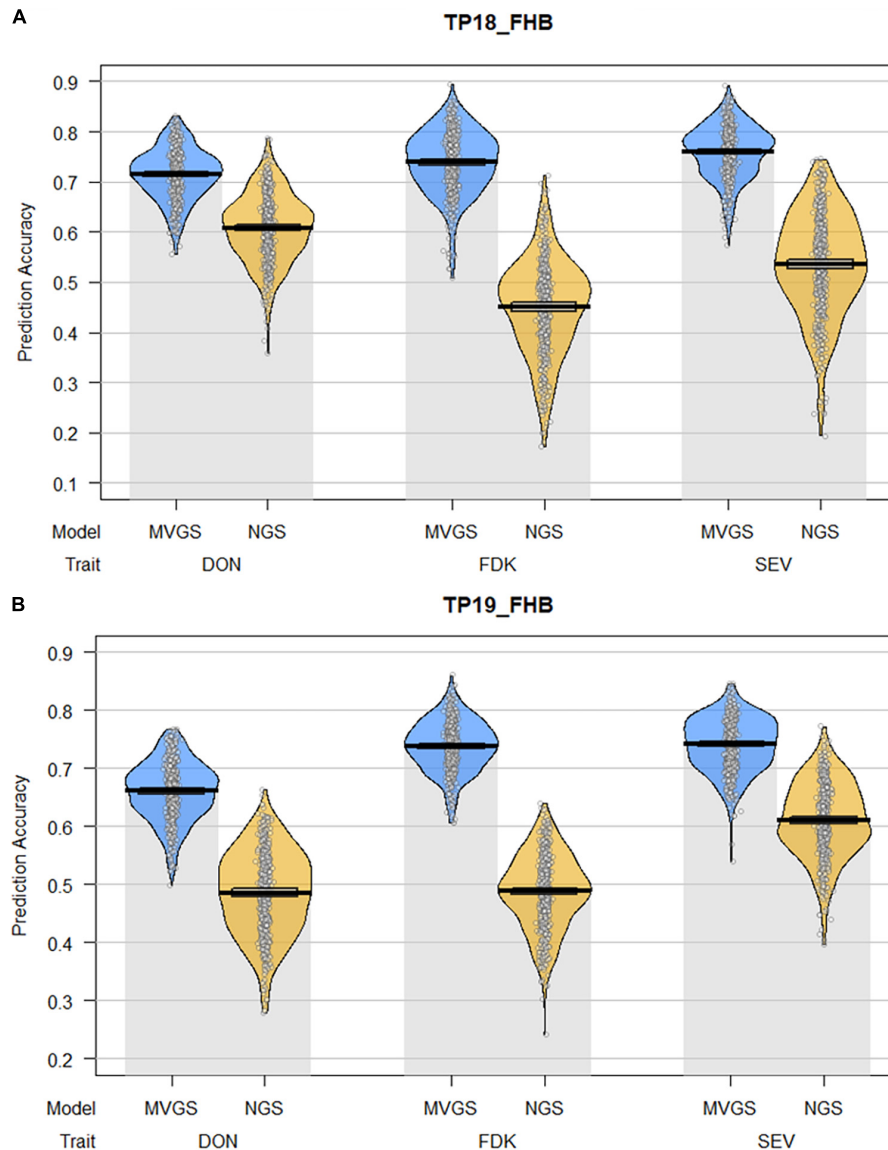 A
TP18_FHB
Prediction Accuracy
0.9
0.8
0.7
0.6
0.5
0.4
0.3
0.2
0.1
Model MVGS NGS MVGS NGS MVGS NGS
Trait DON FDK SEV
B
TP19_FHB
Prediction Accuracy
0.9
0.8
0.7
0.6
0.5
0.4
0.3
0.2
Model MVGS NGS MVGS NGS MVGS NGS
Trait DON FDK SEV